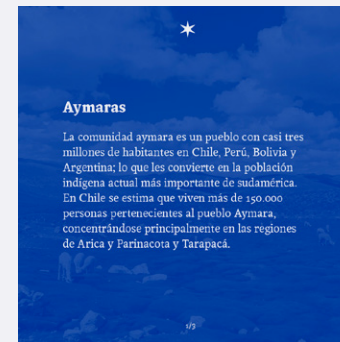 Aymaras
La comunidad aymara es un pueblo con casi tres
millones de habitantes en Chile, Perú, Bolivia y
Argentina; lo que les convierte en la población
indígena actual más importante de sudamérica.
En Chile se estima que viven más de 150.000
personas pertenecientes al pueblo Aymara,
concentrándose principalmente en las regiones
de Arica y Parinacota y Tarapacá.
1/3